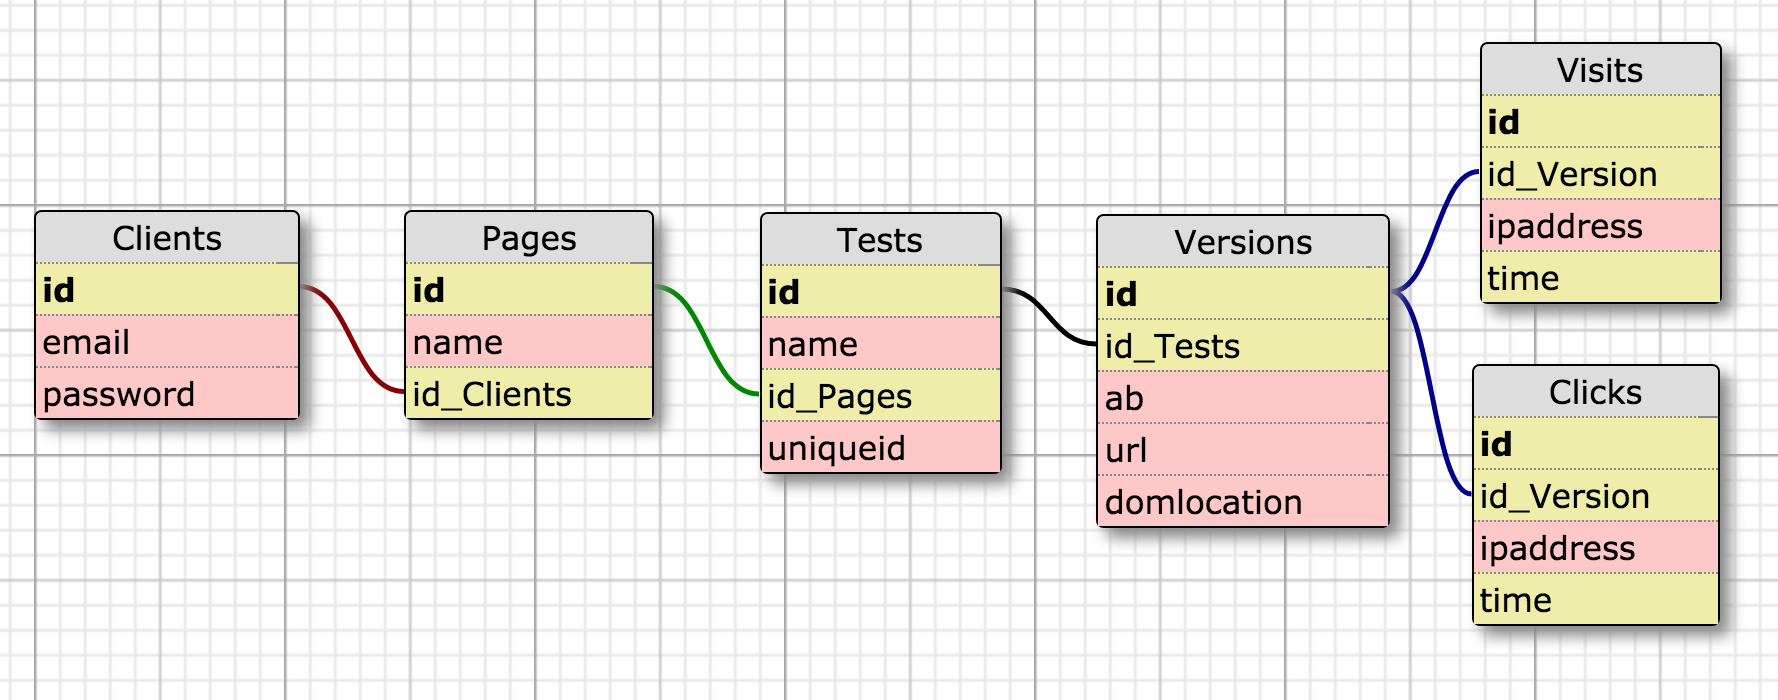 Clients
id
email
password
Pages
id
name
id_Clients
Tests
id
name
id_Pages
uniqueid
Versions
id
id_Tests
ab
url
domlocation
Visits
id
id_Version
ipaddress
time
Clicks
id
id_Version
ipaddress
time